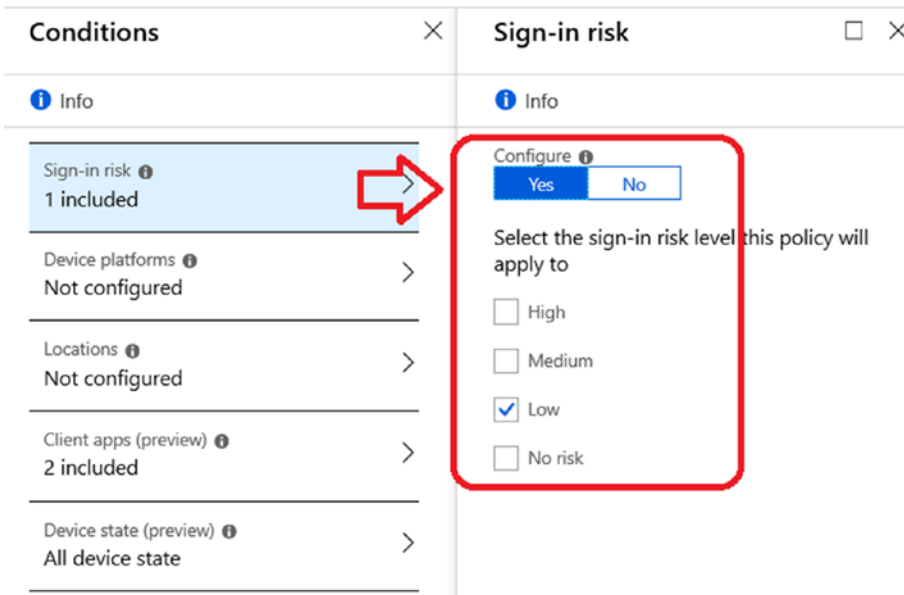 Conditions
Info
Sign-in risk
1 included
Device platforms
Not configured
Locations
Not configured
Client apps (preview)
2 included
Device state (preview)
All device state
Sign-in risk
Info
Configure
Yes No
Select the sign-in risk level this policy will
apply to
High
Medium
Low
No risk